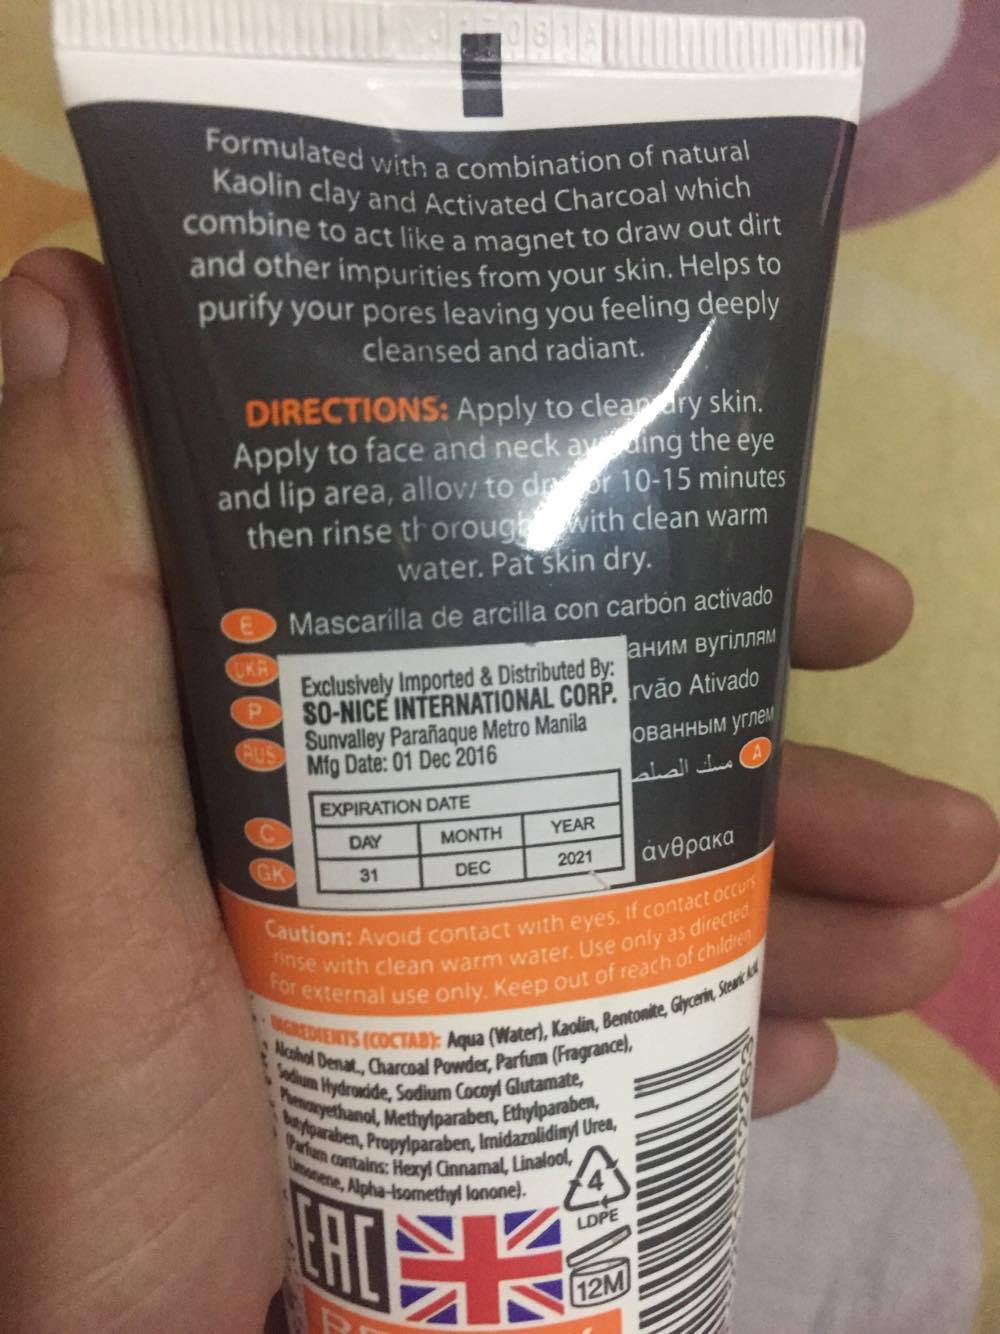 Formulated with a combination of natural
Kaolin clay and Activated Charcoal which
combine to act like a magnet to draw out dirt
and other impurities from your skin. Helps to
purify your pores leaving you feeling deeply
cleansed and radiant.
DIRECTIONS: Apply to clean dry skin.
Apply to face and neck avoiding the eye
and lip area, allow to dry for 10-15 minutes
then rinse thoroughly with clean warm
water. Pat skin dry.
E Mascarilla de arcilla con carbón activado
UKR аним вугіллям
P rvão Ativado
RUS ованным углем
A
C
GK άνθρακα
Exclusively Imported & Distributed By:
SO-NICE INTERNATIONAL CORP.
Sunvalley Parañaque Metro Manila
Mfg Date: 01 Dec 2016
EXPIRATION DATE
DAY MONTH YEAR
31 DEC 2021
Caution: Avoid contact with eyes. If contact occurs
rinse with clean warm water. Use only as directed.
For external use only. Keep out of reach of children.
INGREDIENTS (СОСТАВ): Aqua (Water), Kaolin, Bentonite, Glycerin, Stearic Acid,
Alcohol Denat., Charcoal Powder, Parfum (Fragrance),
Sodium Hydroxide, Sodium Cocoyl Glutamate,
Phenoxyethanol, Methylparaben, Ethylparaben,
Butylparaben, Propylparaben, Imidazolidinyl Urea,
(Parfum contains: Hexyl Cinnamal, Linalool,
Limonene, Alpha-Isomethyl Ionone).
4
LDPE
EAC
12M